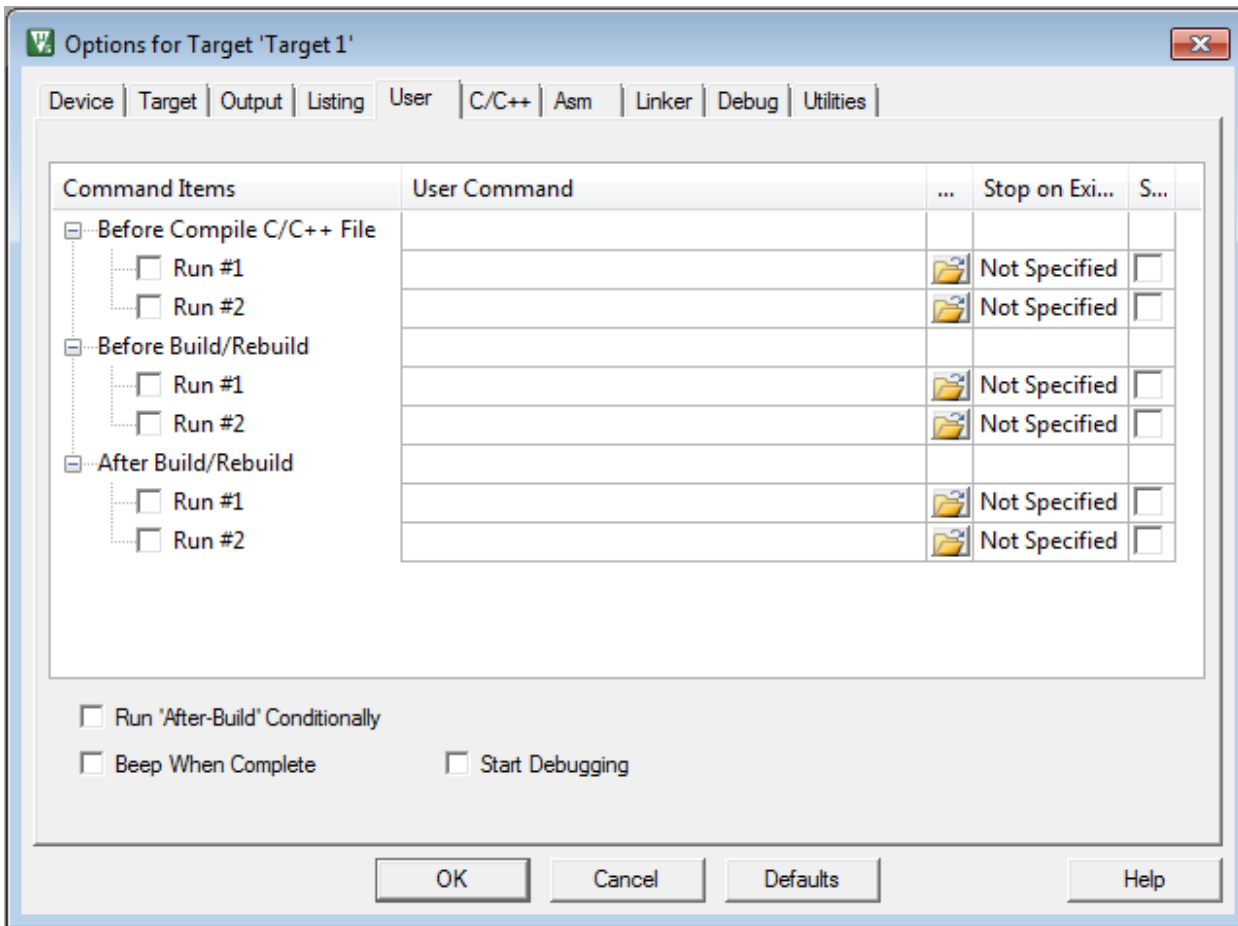 Options for Target 'Target 1'
Device Target Output Listing User C/C++ Asm Linker Debug Utilities
Command Items User Command ... Stop on Exi... S...
Before Compile C/C++ File
Run #1 Not Specified
Run #2 Not Specified
Before Build/Rebuild
Run #1 Not Specified
Run #2 Not Specified
After Build/Rebuild
Run #1 Not Specified
Run #2 Not Specified
Run 'After-Build' Conditionally
Beep When Complete Start Debugging
OK Cancel Defaults Help